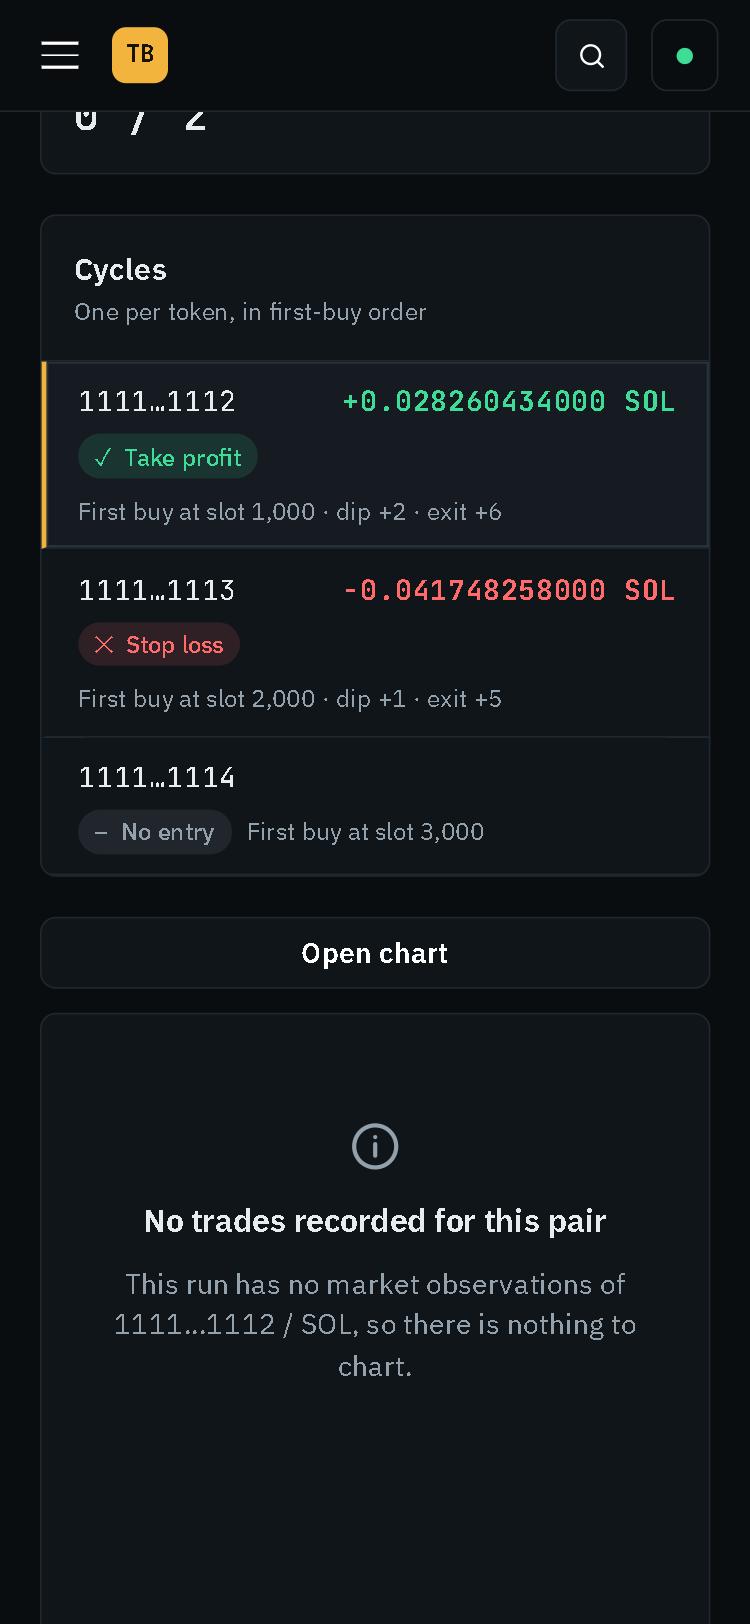 TB
0 / 2
Cycles
One per token, in first-buy order
1111…1112 +0.028260434000 SOL
✓ Take profit
First buy at slot 1,000 · dip +2 · exit +6
1111…1113 -0.041748258000 SOL
✕ Stop loss
First buy at slot 2,000 · dip +1 · exit +5
1111…1114
– No entry First buy at slot 3,000
Open chart
No trades recorded for this pair
This run has no market observations of
1111…1112 / SOL, so there is nothing to
chart.